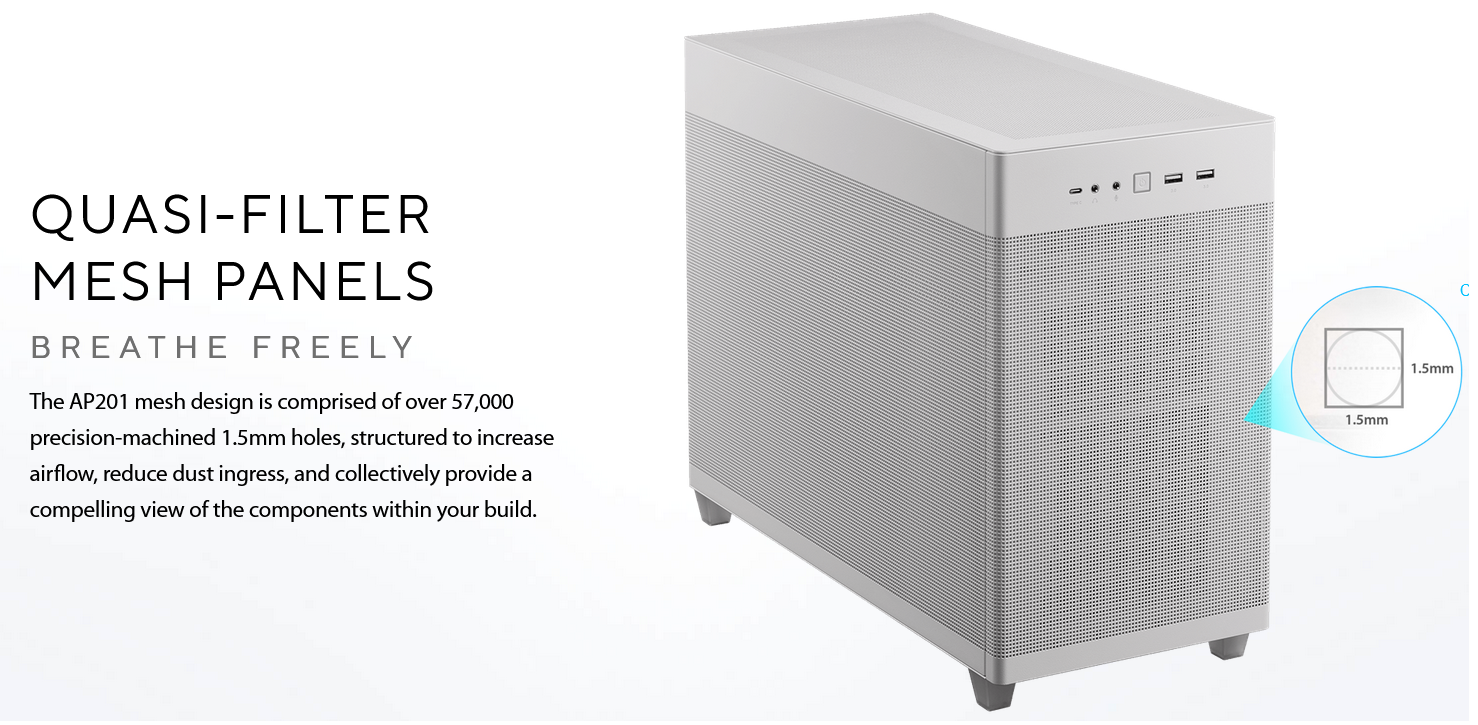 QUASI-FILTER
MESH PANELS
BREATHE FREELY
The AP201 mesh design is comprised of over 57,000
precision-machined 1.5mm holes, structured to increase
airflow, reduce dust ingress, and collectively provide a
compelling view of the components within your build.
1.5mm
1.5mm